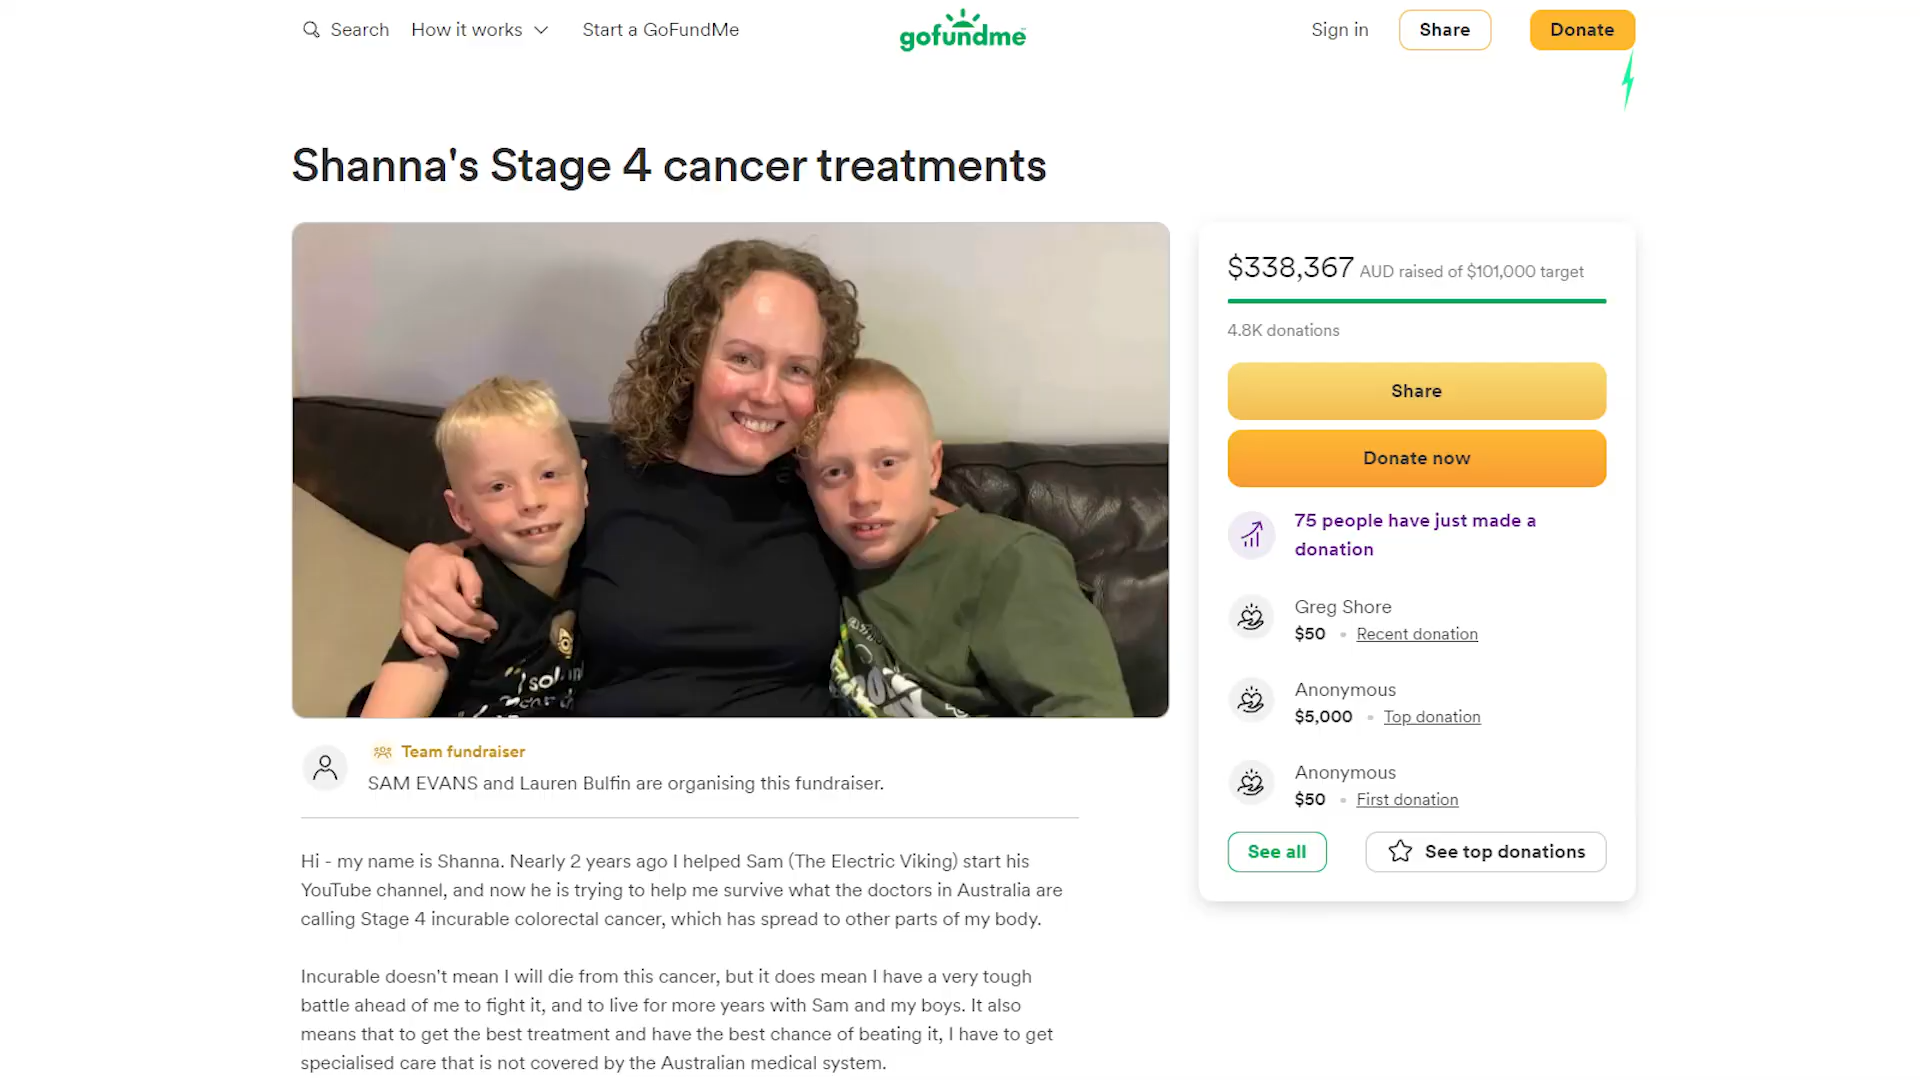 Search How it works Start a GoFundMe gofundme Sign in Share Donate
Shanna's Stage 4 cancer treatments
$338,367 AUD raised of $101,000 target
4.8K donations
Share
Donate now
75 people have just made a
donation
Greg Shore
$50 • Recent donation
Anonymous
$5,000 • Top donation
Anonymous
$50 • First donation
See all See top donations
Team fundraiser
SAM EVANS and Lauren Bulfin are organising this fundraiser.
Hi - my name is Shanna. Nearly 2 years ago I helped Sam (The Electric Viking) start his
YouTube channel, and now he is trying to help me survive what the doctors in Australia are
calling Stage 4 incurable colorectal cancer, which has spread to other parts of my body.
Incurable doesn't mean I will die from this cancer, but it does mean I have a very tough
battle ahead of me to fight it, and to live for more years with Sam and my boys. It also
means that to get the best treatment and have the best chance of beating it, I have to get
specialised care that is not covered by the Australian medical system.